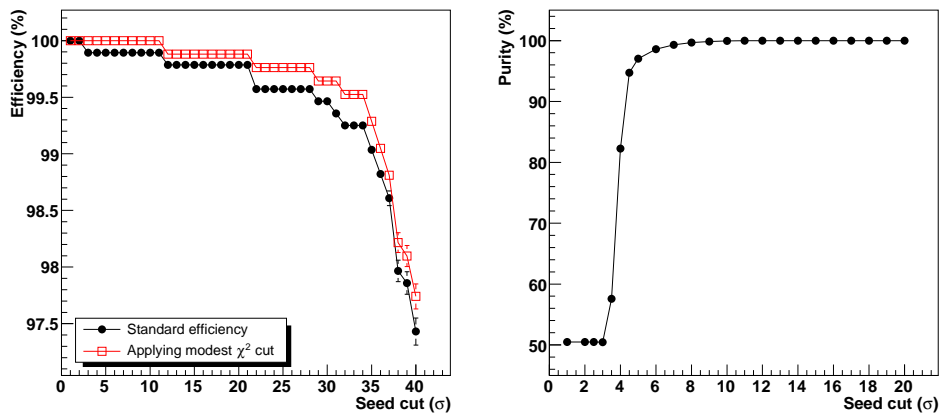 Efficiency (%)
100
99.5
99
98.5
98
97.5
Standard efficiency
Applying modest χ² cut
0 5 10 15 20 25 30 35 40
Seed cut (σ)
Purity (%)
100
90
80
70
60
50
0 2 4 6 8 10 12 14 16 18 20
Seed cut (σ)